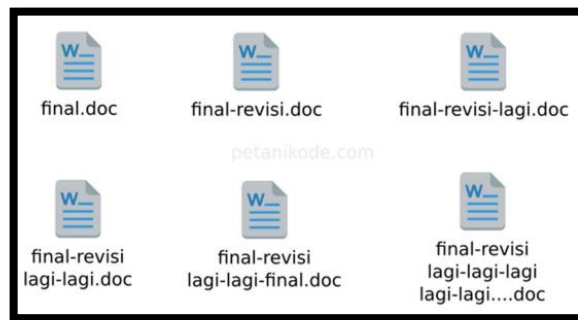 W
W
W
final.doc
final-revisi.doc
final-revisi-lagi.doc
petanikode.com
W
W
W
final-revisi
lagi-lagi.doc
final-revisi
lagi-lagi-final.doc
final-revisi
lagi-lagi-lagi
lagi-lagi....doc